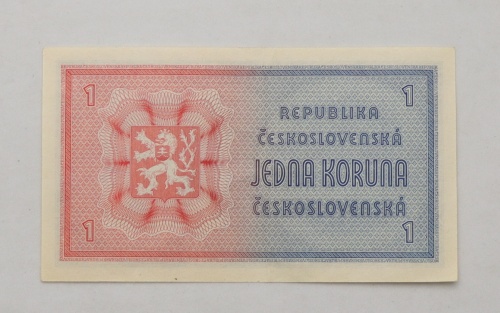 1
1
REPUBLIKA
ČESKOSLOVENSKÁ
JEDNA KORUNA
ČESKOSLOVENSKÁ
1
1